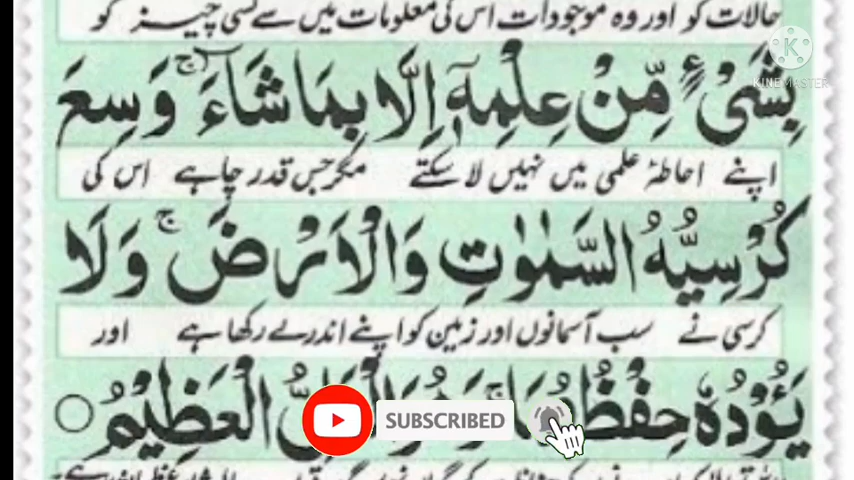 حالات کو اور وہ موجودات اس کی معلومات میں سے کسی چیز کو
بِشَیْءٍ مِّنْ عِلْمِهٖۤ اِلَّا بِمَا شَآءَ ۚ وَسِعَ
اپنے احاطۂ علمی میں نہیں لا سکتے مگر جس قدر چاہے اس کی
كُرْسِیُّهُ السَّمٰوٰتِ وَالْاَرْضَ ۚ وَلَا
کرسی نے سب آسمانوں اور زمین کو اپنے اندر لے رکھا ہے اور
یَـُٔوْدُهٗ حِفْظُهُمَا ۚ الْعَظِیْمُ
KINEMASTER
SUBSCRIBED